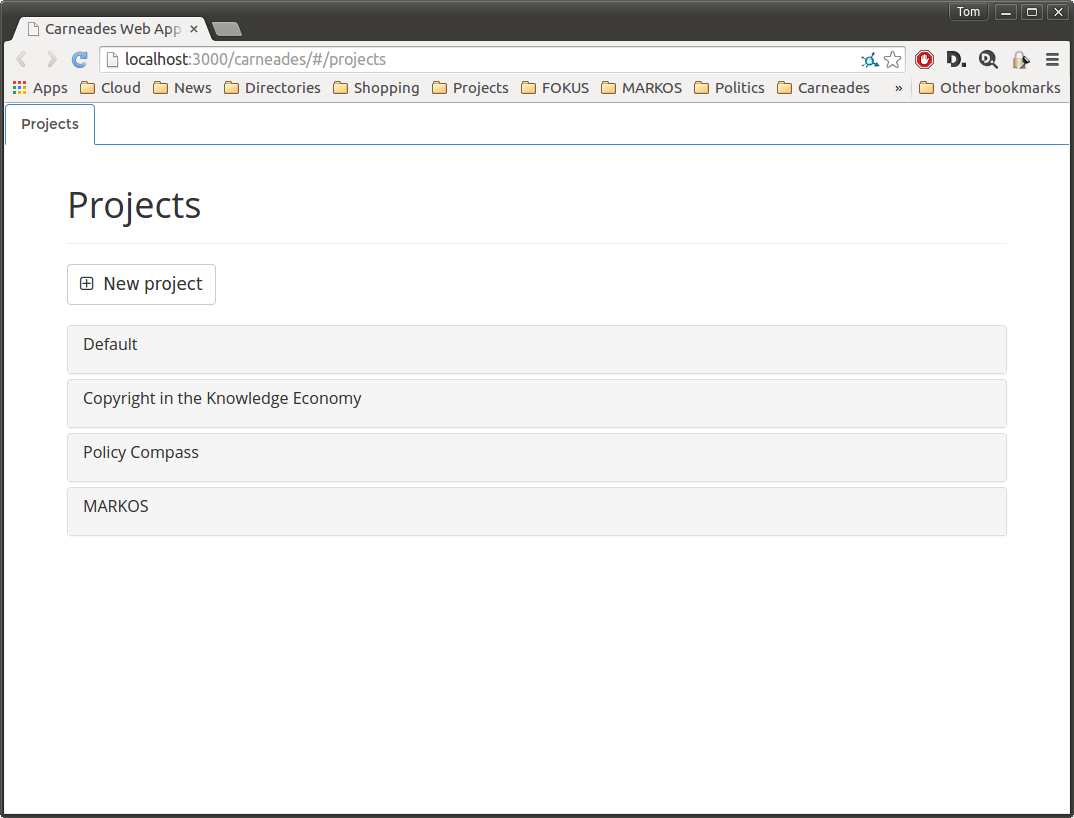 Tom
Carneades Web App
localhost:3000/carneades/#/projects
Apps Cloud News Directories Shopping Projects FOKUS MARKOS Politics Carneades » Other bookmarks
Projects
Projects
New project
Default
Copyright in the Knowledge Economy
Policy Compass
MARKOS